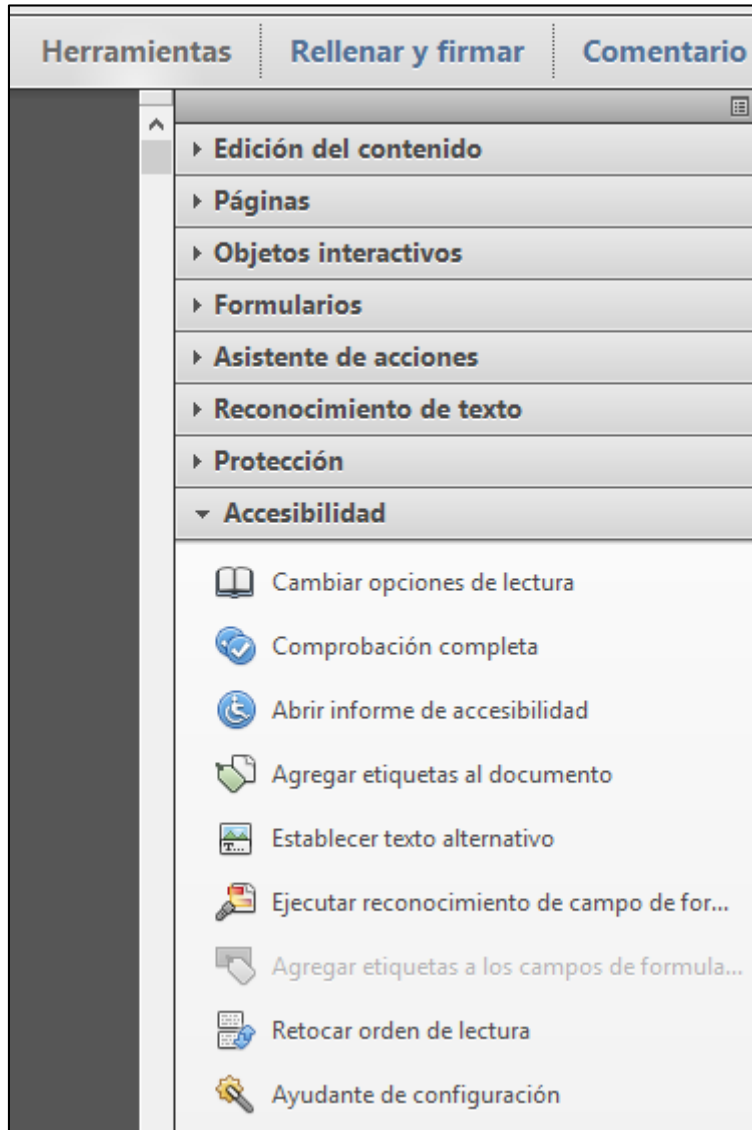 Herramientas Rellenar y firmar Comentario
Edición del contenido
Páginas
Objetos interactivos
Formularios
Asistente de acciones
Reconocimiento de texto
Protección
Accesibilidad
Cambiar opciones de lectura
Comprobación completa
Abrir informe de accesibilidad
Agregar etiquetas al documento
T... Establecer texto alternativo
Ejecutar reconocimiento de campo de for...
Agregar etiquetas a los campos de formula...
Retocar orden de lectura
Ayudante de configuración